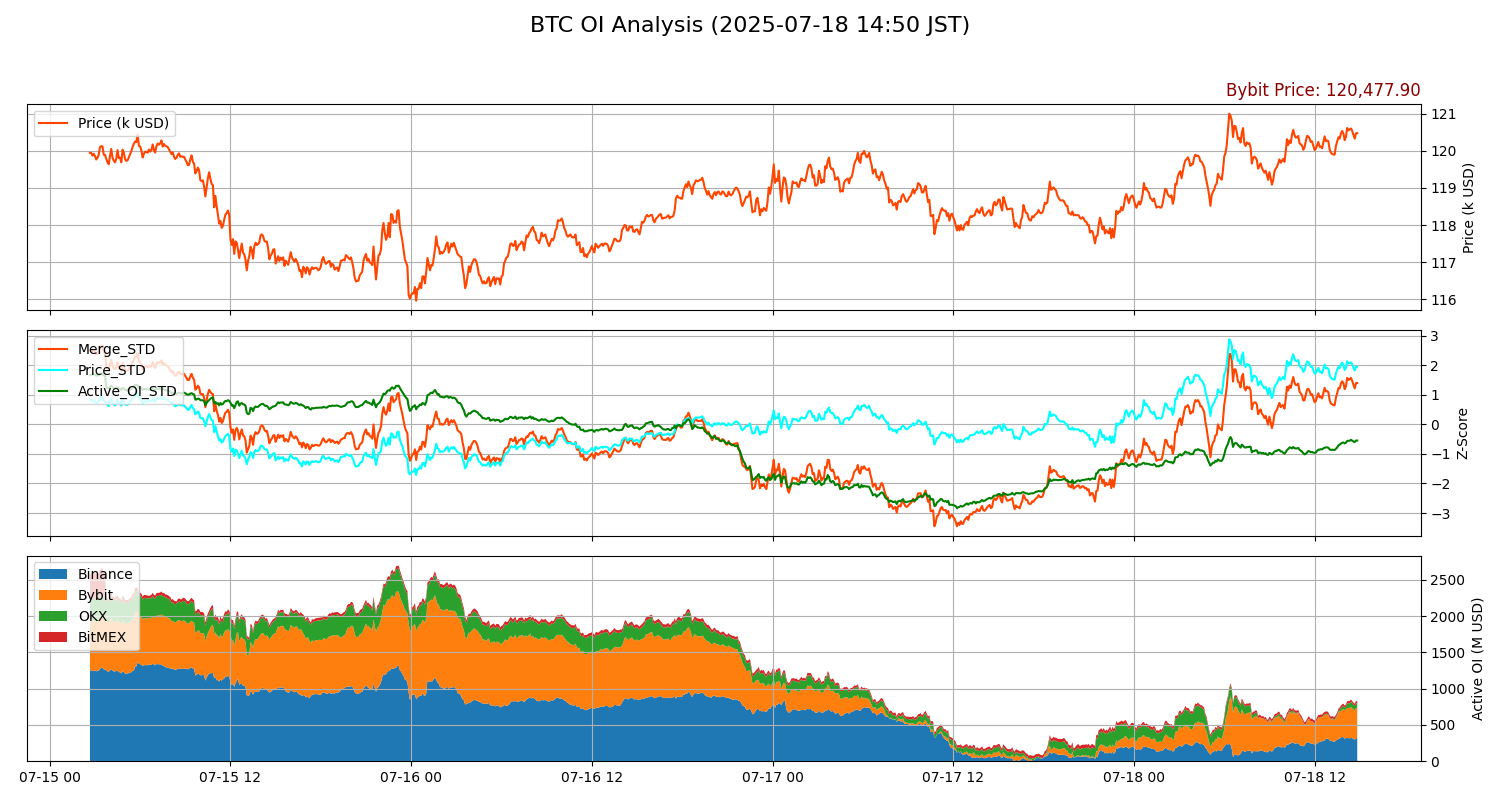 BTC OI Analysis (2025-07-18 14:50 JST)
Bybit Price: 120,477.90
Price (k USD)
121
120
119
118
117
116
Price (k USD)
Merge_STD
Price_STD
Active_OI_STD
3
2
1
0
−1
−2
−3
Z-Score
Binance
Bybit
OKX
BitMEX
2500
2000
1500
1000
500
0
Active OI (M USD)
07-15 00
07-15 12
07-16 00
07-16 12
07-17 00
07-17 12
07-18 00
07-18 12